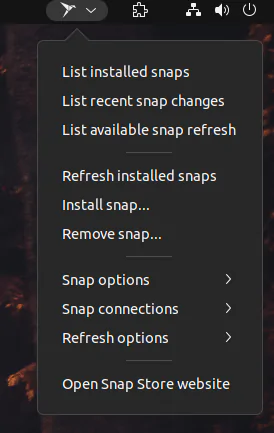 List installed snaps
List recent snap changes
List available snap refresh
Refresh installed snaps
Install snap...
Remove snap...
Snap options
Snap connections
Refresh options
Open Snap Store website